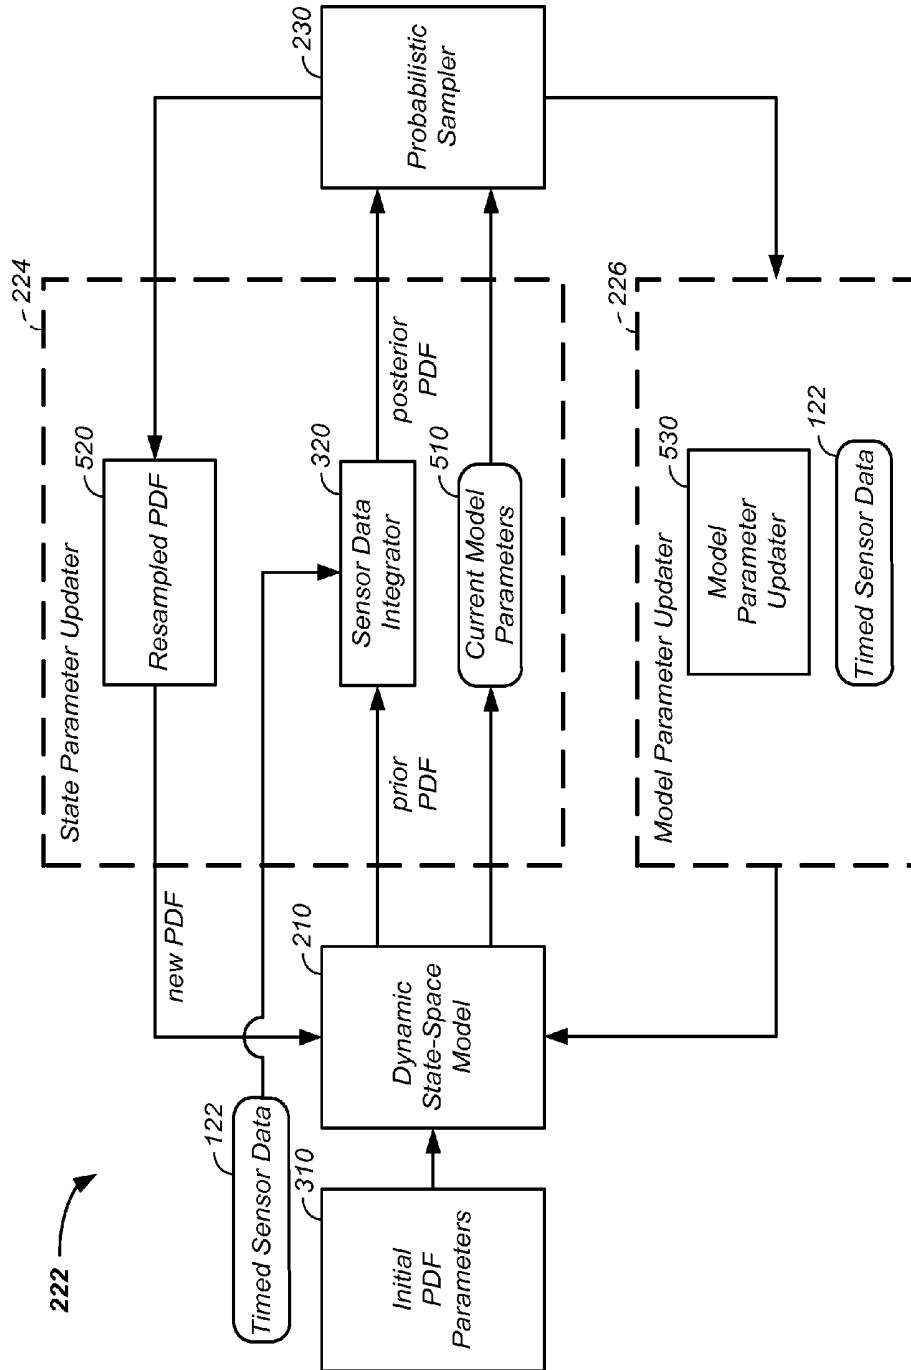 222
Timed Sensor Data
122
Initial
PDF
Parameters
310
Dynamic
State-Space
Model
210
new PDF
prior
PDF
State Parameter Updater
224
Resampled PDF
520
Sensor Data
Integrator
320
Current Model
Parameters
510
posterior
PDF
Probabilistic
Sampler
230
Model Parameter Updater
226
Model
Parameter
Updater
530
Timed Sensor Data
122